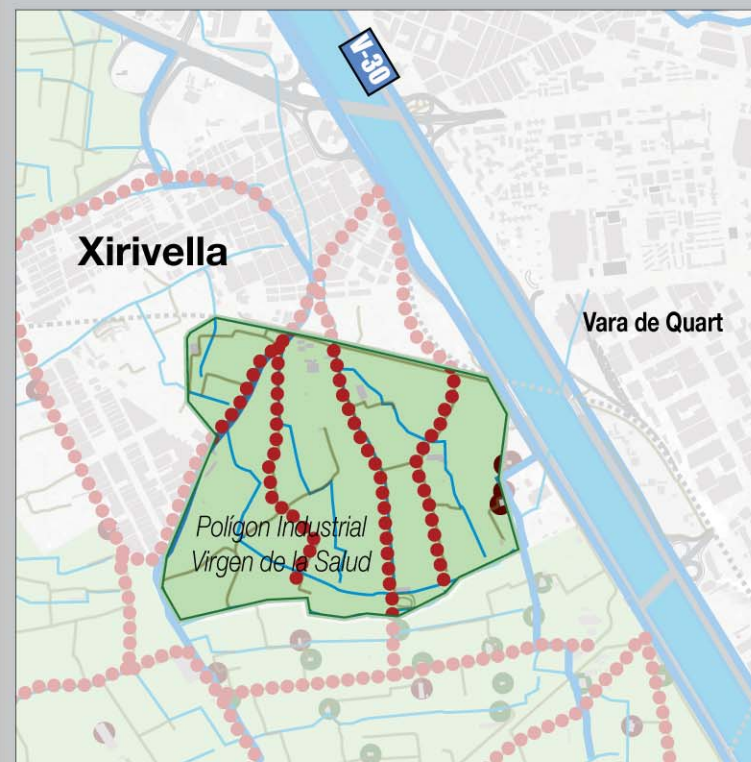 V-30
Xirivella
Vara de Quart
Polígon Industrial
Virgen de la Salud